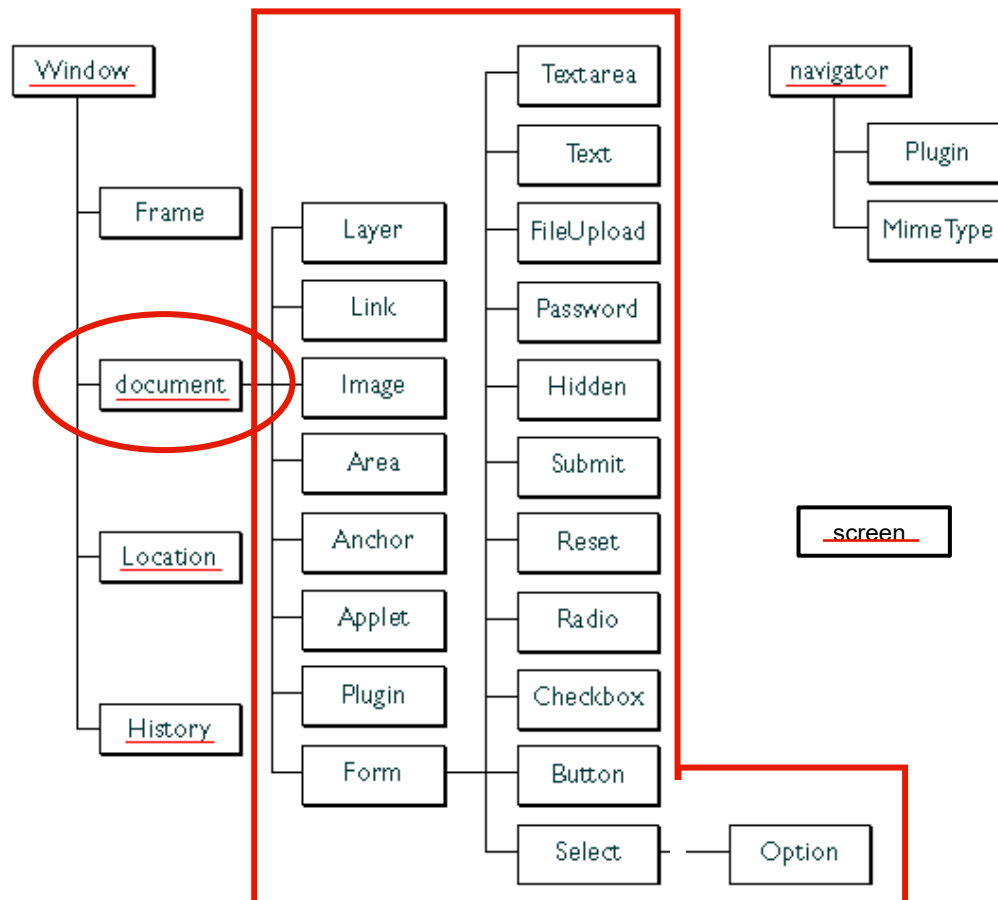 Window
Frame
document
Location
History
Layer
Link
Image
Area
Anchor
Applet
Plugin
Form
Textarea
Text
FileUpload
Password
Hidden
Submit
Reset
Radio
Checkbox
Button
Select
Option
navigator
Plugin
MimeType
screen